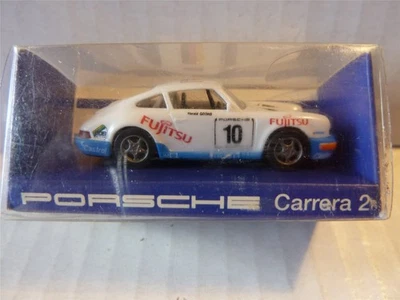 FUJITSU
PORSCHE
10
FUJITSU
PORSCHE Carrera 2